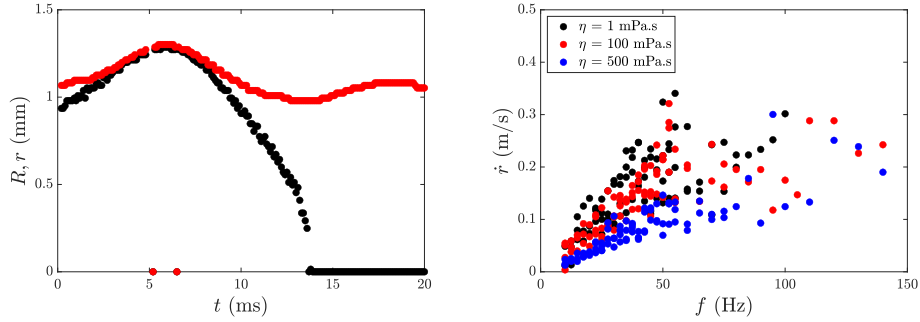 1.5
1
0.5
0
R, r (mm)
0 5 10 15 20
t (ms)
0.5
0.4
0.3
0.2
0.1
0
ṙ (m/s)
η = 1 mPa.s
η = 100 mPa.s
η = 500 mPa.s
0 50 100 150
f (Hz)